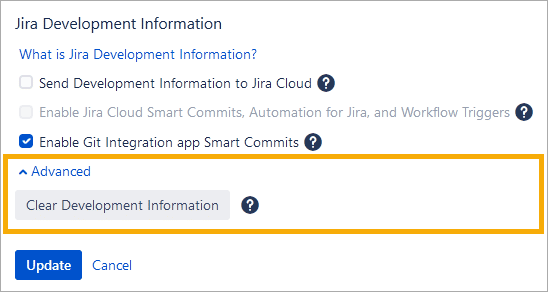 Jira Development Information
What is Jira Development Information?
Send Development Information to Jira Cloud ?
Enable Jira Cloud Smart Commits, Automation for Jira, and Workflow Triggers ?
Enable Git Integration app Smart Commits ?
Advanced
Clear Development Information ?
Update Cancel